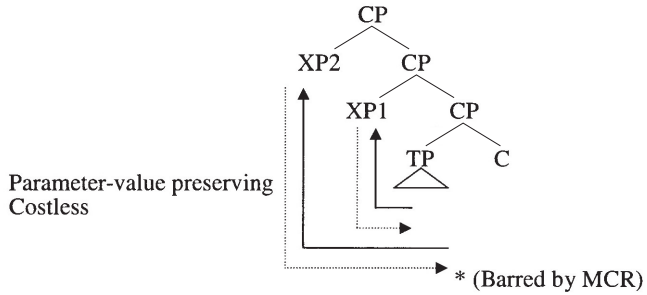 CP
XP2 CP
XP1 CP
TP C
Parameter-value preserving
Costless
* (Barred by MCR)